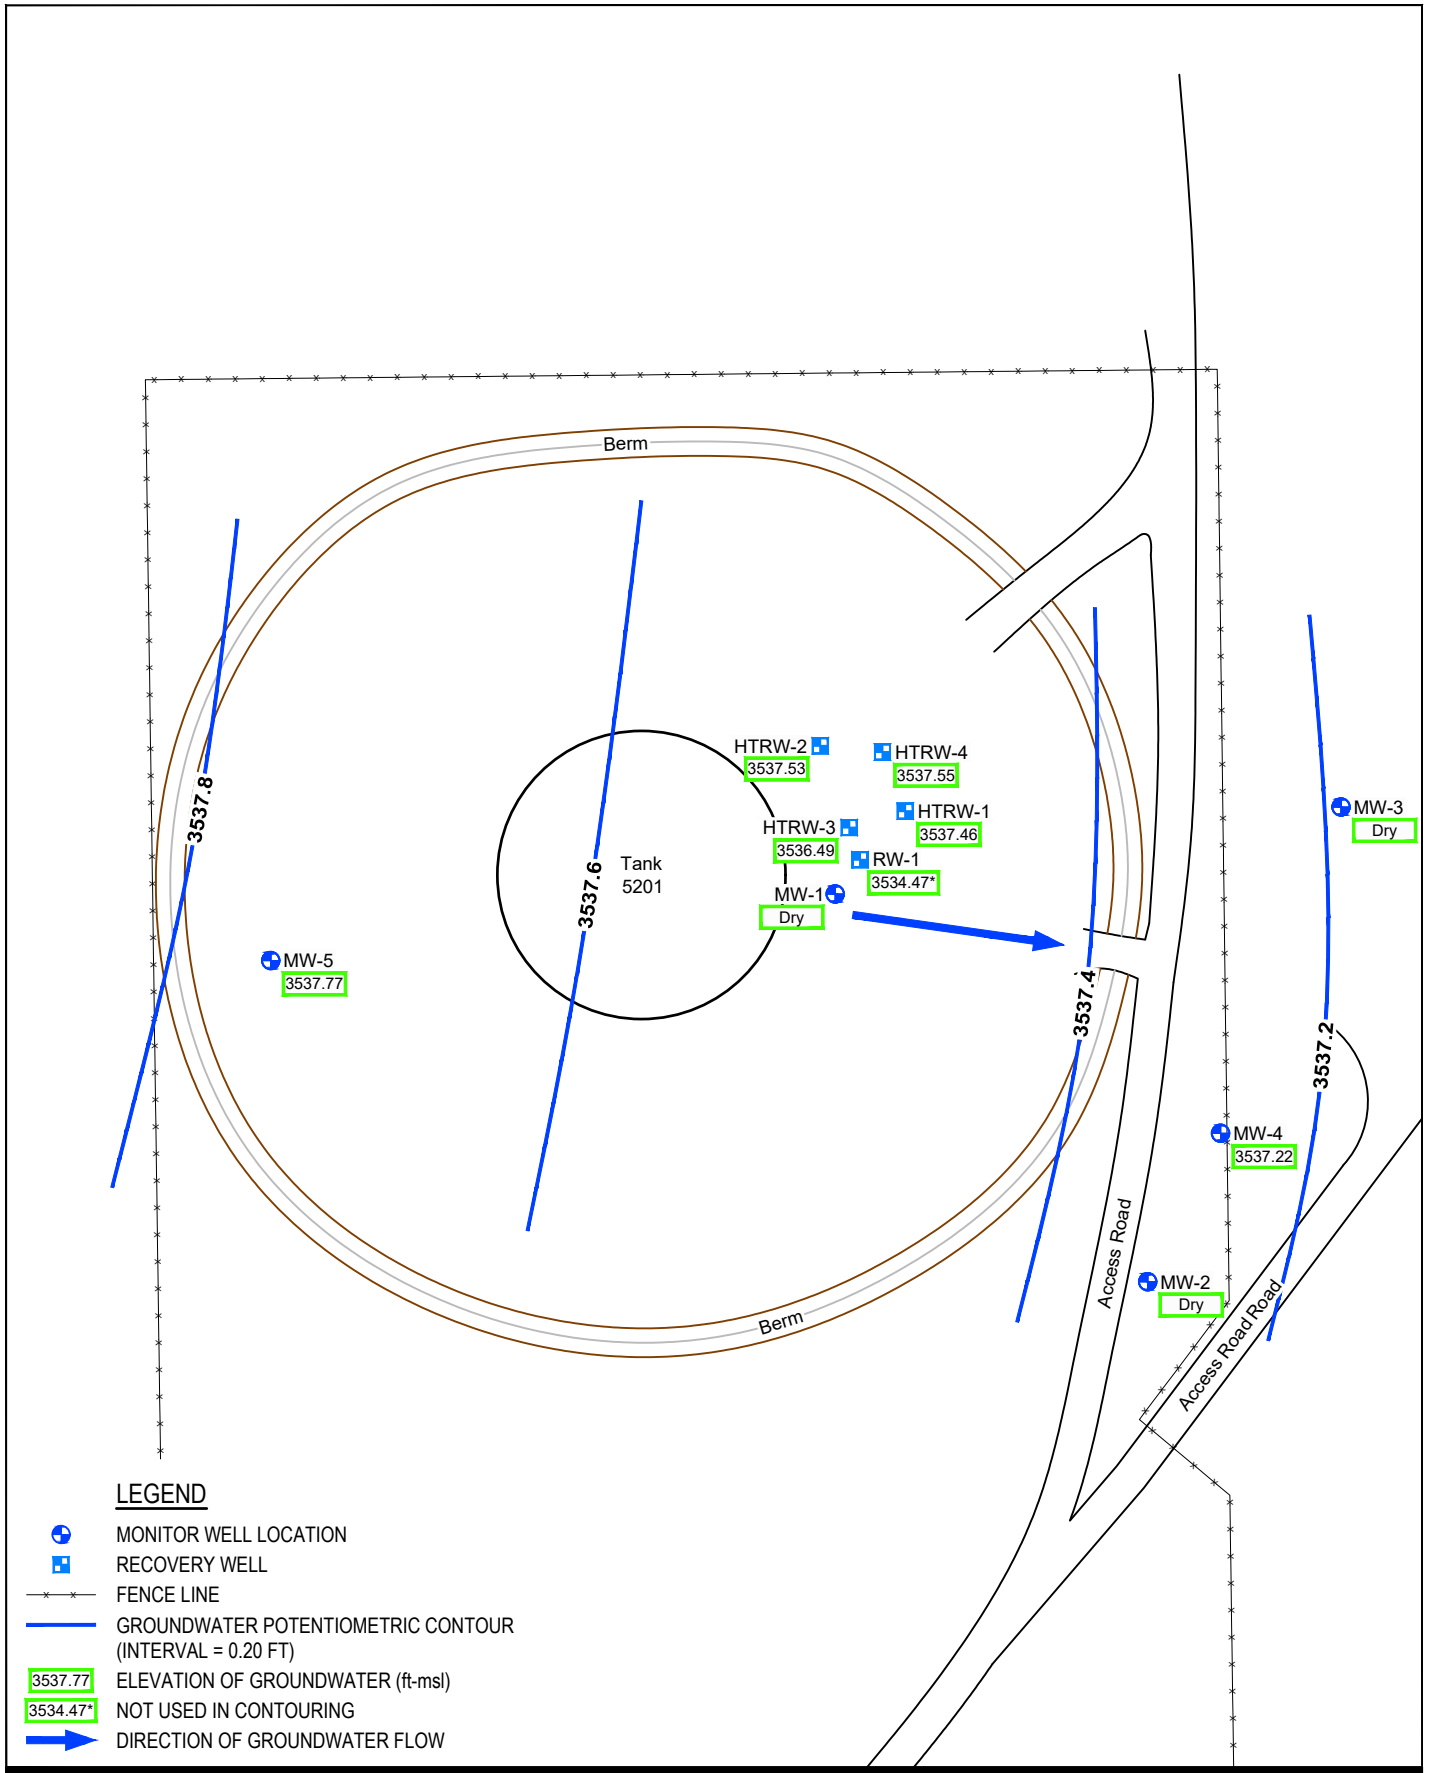 Berm
HTRW-2
3537.53
HTRW-4
3537.55
3537.8
HTRW-1
3537.46
MW-3
Dry
HTRW-3
3536.49
Tank
5201
RW-1
3534.47*
3537.6
MW-1
Dry
MW-5
3537.77
3537.4
3537.2
MW-4
3537.22
Access Road
MW-2
Dry
Berm
Access Road Road
LEGEND
MONITOR WELL LOCATION
RECOVERY WELL
FENCE LINE
GROUNDWATER POTENTIOMETRIC CONTOUR
(INTERVAL = 0.20 FT)
3537.77 ELEVATION OF GROUNDWATER (ft-msl)
3534.47* NOT USED IN CONTOURING
DIRECTION OF GROUNDWATER FLOW